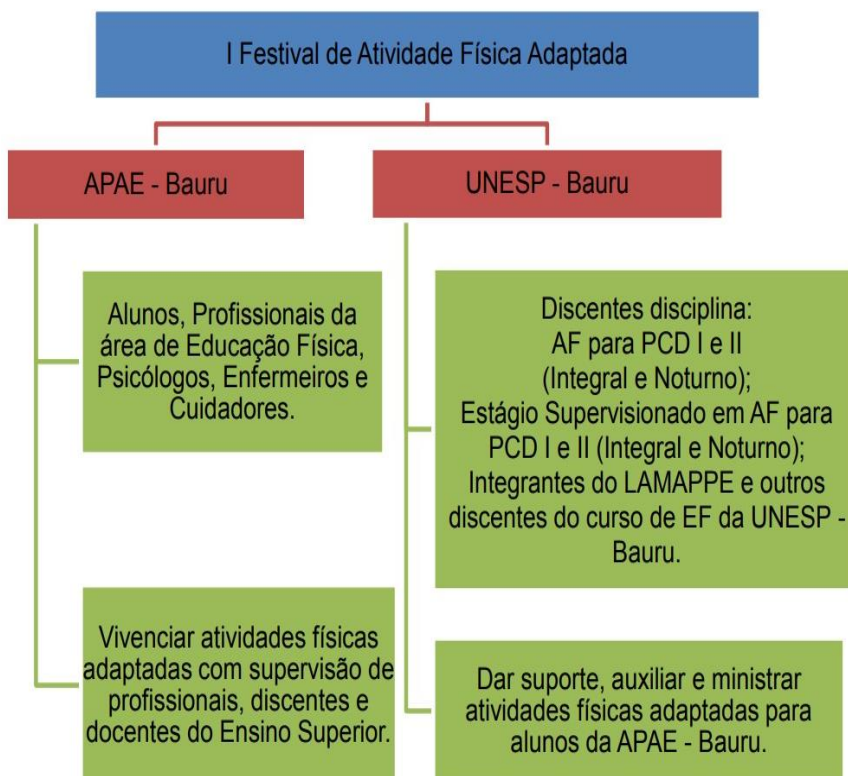 I Festival de Atividade Física Adaptada
APAE - Bauru
UNESP - Bauru
Alunos, Profissionais da
área de Educação Física,
Psicólogos, Enfermeiros e
Cuidadores.
Vivenciar atividades físicas
adaptadas com supervisão de
profissionais, discentes e
docentes do Ensino Superior.
Discentes disciplina:
AF para PCD I e II
(Integral e Noturno);
Estágio Supervisionado em AF para
PCD I e II (Integral e Noturno);
Integrantes do LAMAPPE e outros
discentes do curso de EF da UNESP -
Bauru.
Dar suporte, auxiliar e ministrar
atividades físicas adaptadas para
alunos da APAE - Bauru.